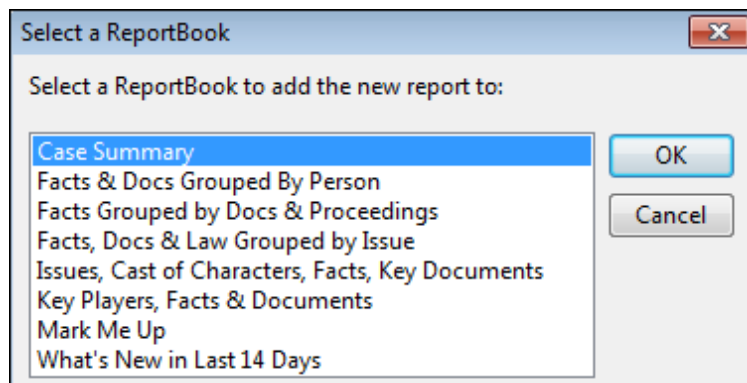 Select a ReportBook
Select a ReportBook to add the new report to:
Case Summary
Facts & Docs Grouped By Person
Facts Grouped by Docs & Proceedings
Facts, Docs & Law Grouped by Issue
Issues, Cast of Characters, Facts, Key Documents
Key Players, Facts & Documents
Mark Me Up
What's New in Last 14 Days
OK
Cancel